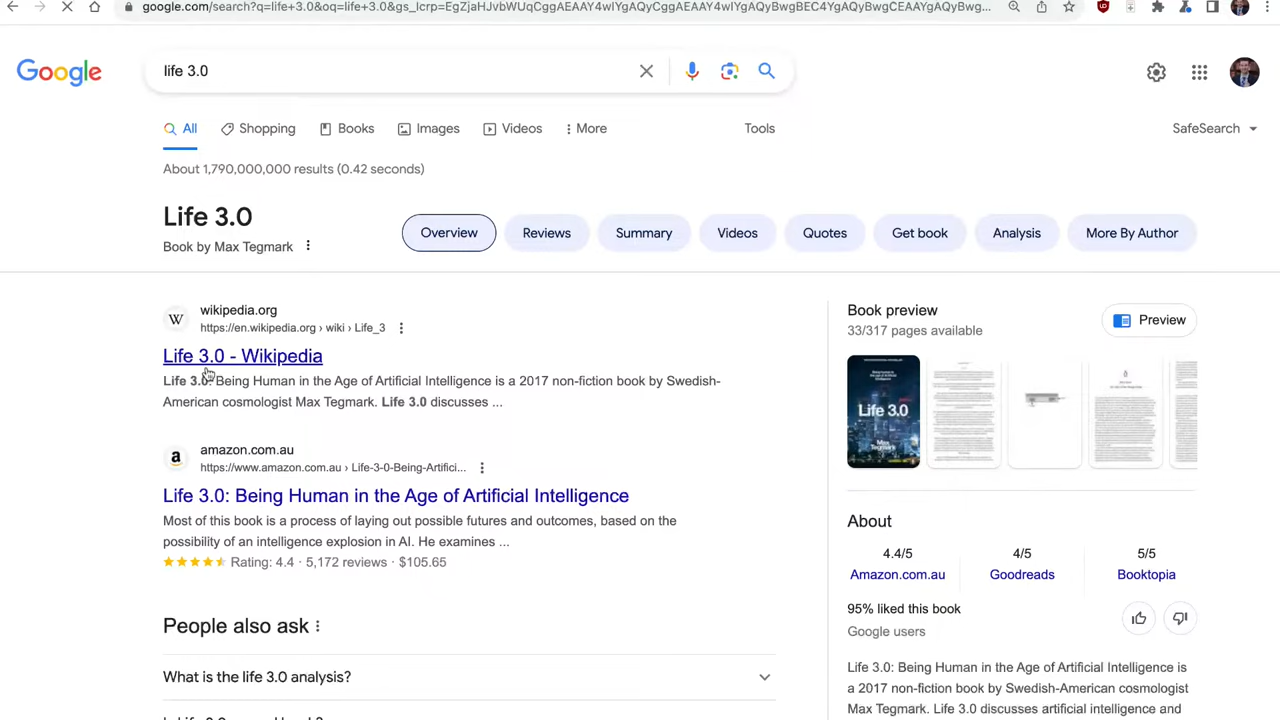 google.com/search?q=life+3.0&oq=life+3.0&gs_lcrp=EgZjaHJvbWUqCggAEAAY4wIYgAQyCggAEAAY4wIYgAQyBwgBEC4YgAQyBwgCEAAYgAQyBwgDEAAYgAQ...
Google
life 3.0
All
Shopping
Books
Images
Videos
More
Tools
SafeSearch
About 1,790,000,000 results (0.42 seconds)
Life 3.0
Book by Max Tegmark
Overview
Reviews
Summary
Videos
Quotes
Get book
Analysis
More By Author
W
wikipedia.org
https://en.wikipedia.org › wiki › Life_3
Life 3.0 - Wikipedia
Life 3.0: Being Human in the Age of Artificial Intelligence is a 2017 non-fiction book by Swedish-
American cosmologist Max Tegmark. Life 3.0 discusses ...
a
amazon.com.au
https://www.amazon.com.au › Life-3-0-Being-Artifici...
Life 3.0: Being Human in the Age of Artificial Intelligence
Most of this book is a process of laying out possible futures and outcomes, based on the
possibility of an intelligence explosion in AI. He examines ...
Rating: 4.4 · 5,172 reviews · $105.65
People also ask
What is the life 3.0 analysis?
Book preview
33/317 pages available
Preview
Life 3.0
Max
Tegmark
About
4.4/5
Amazon.com.au
4/5
Goodreads
5/5
Booktopia
95% liked this book
Google users
Life 3.0: Being Human in the Age of Artificial Intelligence is
a 2017 non-fiction book by Swedish-American cosmologist
Max Tegmark. Life 3.0 discusses artificial intelligence and